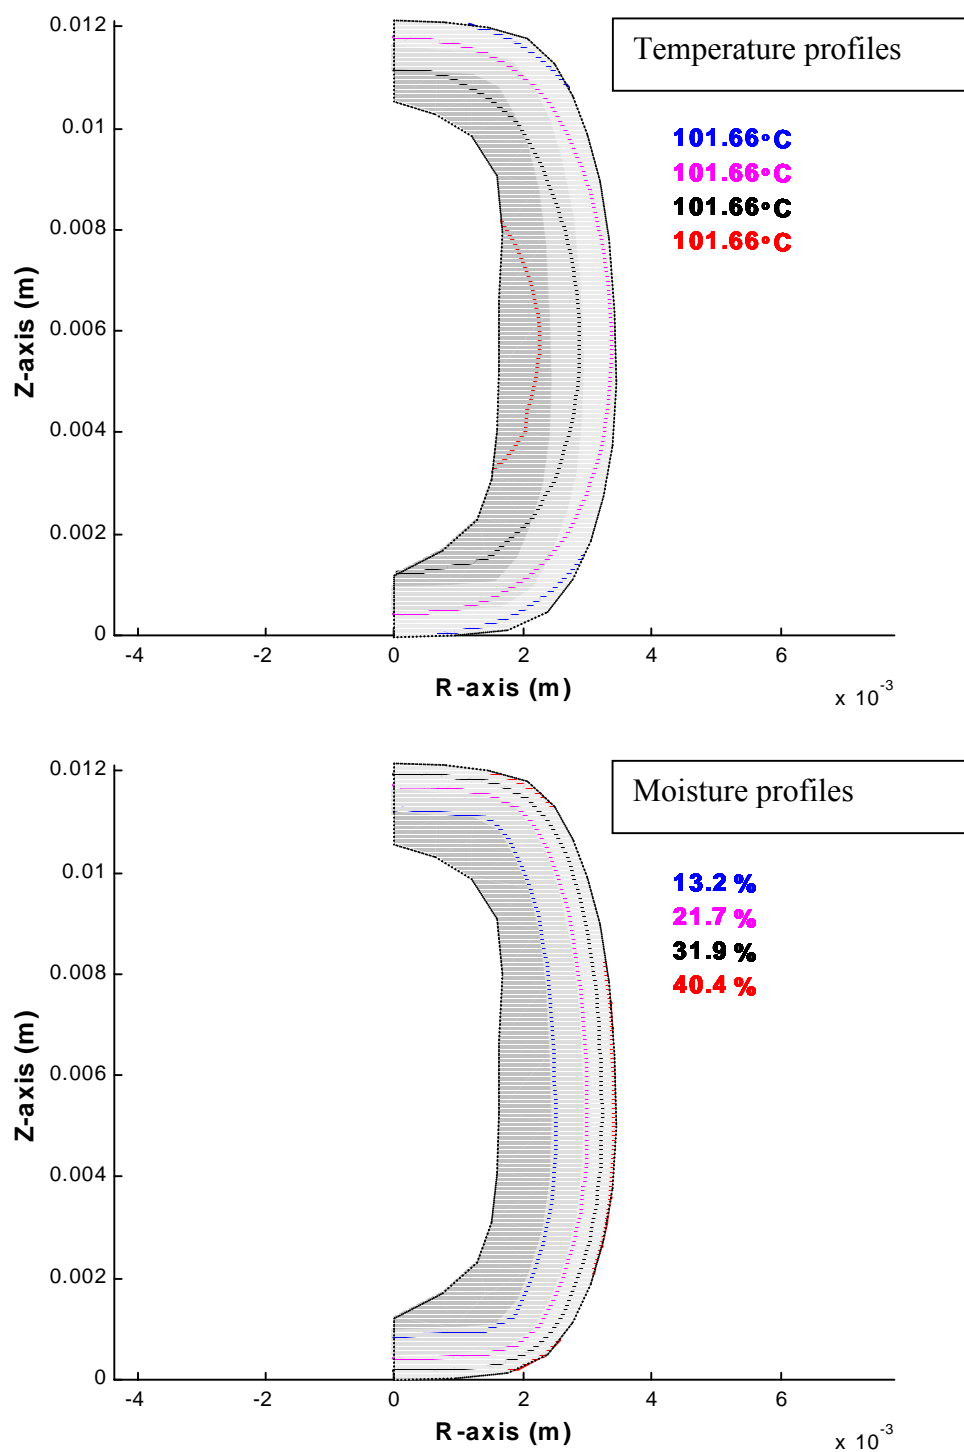 Temperature profiles
101.66°C
101.66°C
101.66°C
101.66°C
Z-axis (m)
0.012
0.01
0.008
0.006
0.004
0.002
0
-4 -2 0 2 4 6
R-axis (m)
x 10-3
Moisture profiles
13.2 %
21.7 %
31.9 %
40.4 %
Z-axis (m)
0.012
0.01
0.008
0.006
0.004
0.002
0
-4 -2 0 2 4 6
R-axis (m)
x 10-3